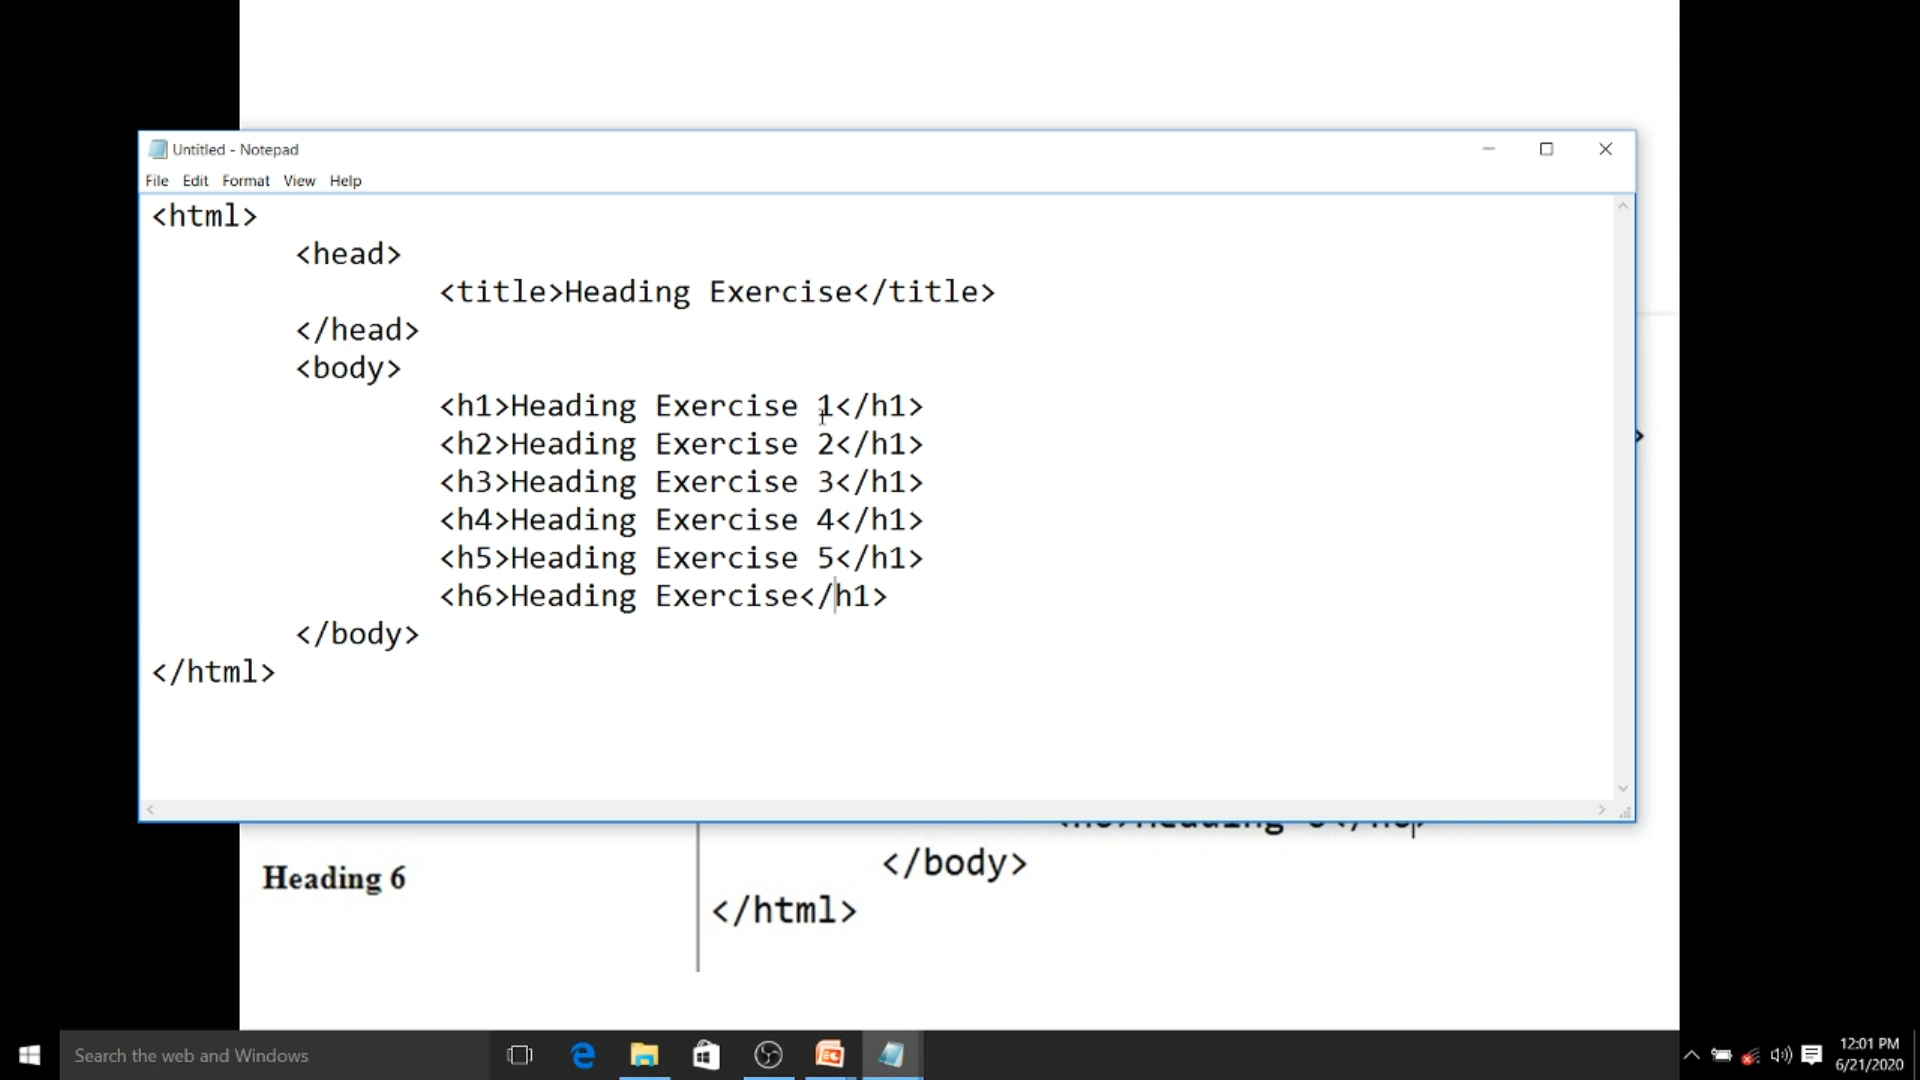 Untitled - Notepad
File Edit Format View Help
<html>
<head>
<title>Heading Exercise</title>
</head>
<body>
<h1>Heading Exercise 1</h1>
<h2>Heading Exercise 2</h1>
<h3>Heading Exercise 3</h1>
<h4>Heading Exercise 4</h1>
<h5>Heading Exercise 5</h1>
<h6>Heading Exercise</h1>
</body>
</html>
</body>
Heading 6
</html>
Search the web and Windows
12:01 PM
6/21/2020